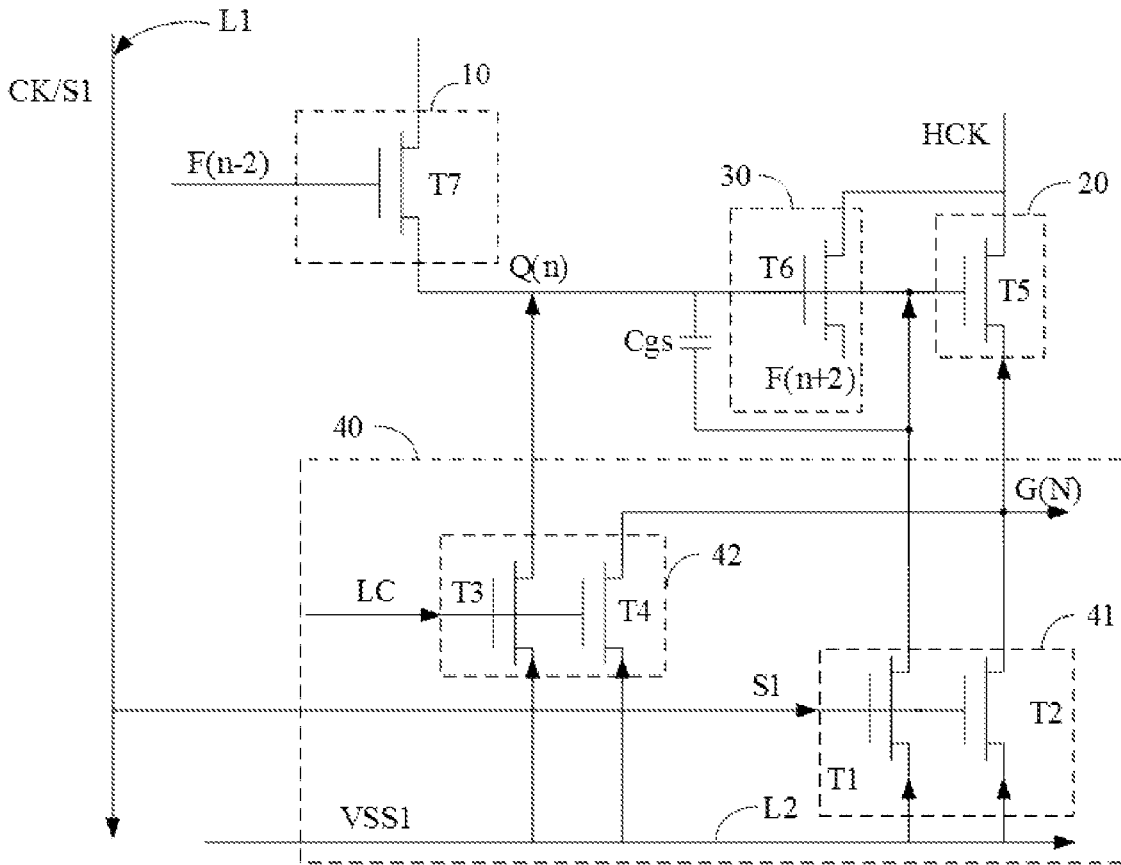 L1
CK/S1
10
HCK
F(n-2)
T7
30
20
Q(n)
T6
T5
Cgs
F(n+2)
40
G(N)
LC
T3
T4
42
41
S1
T2
T1
VSS1
L2